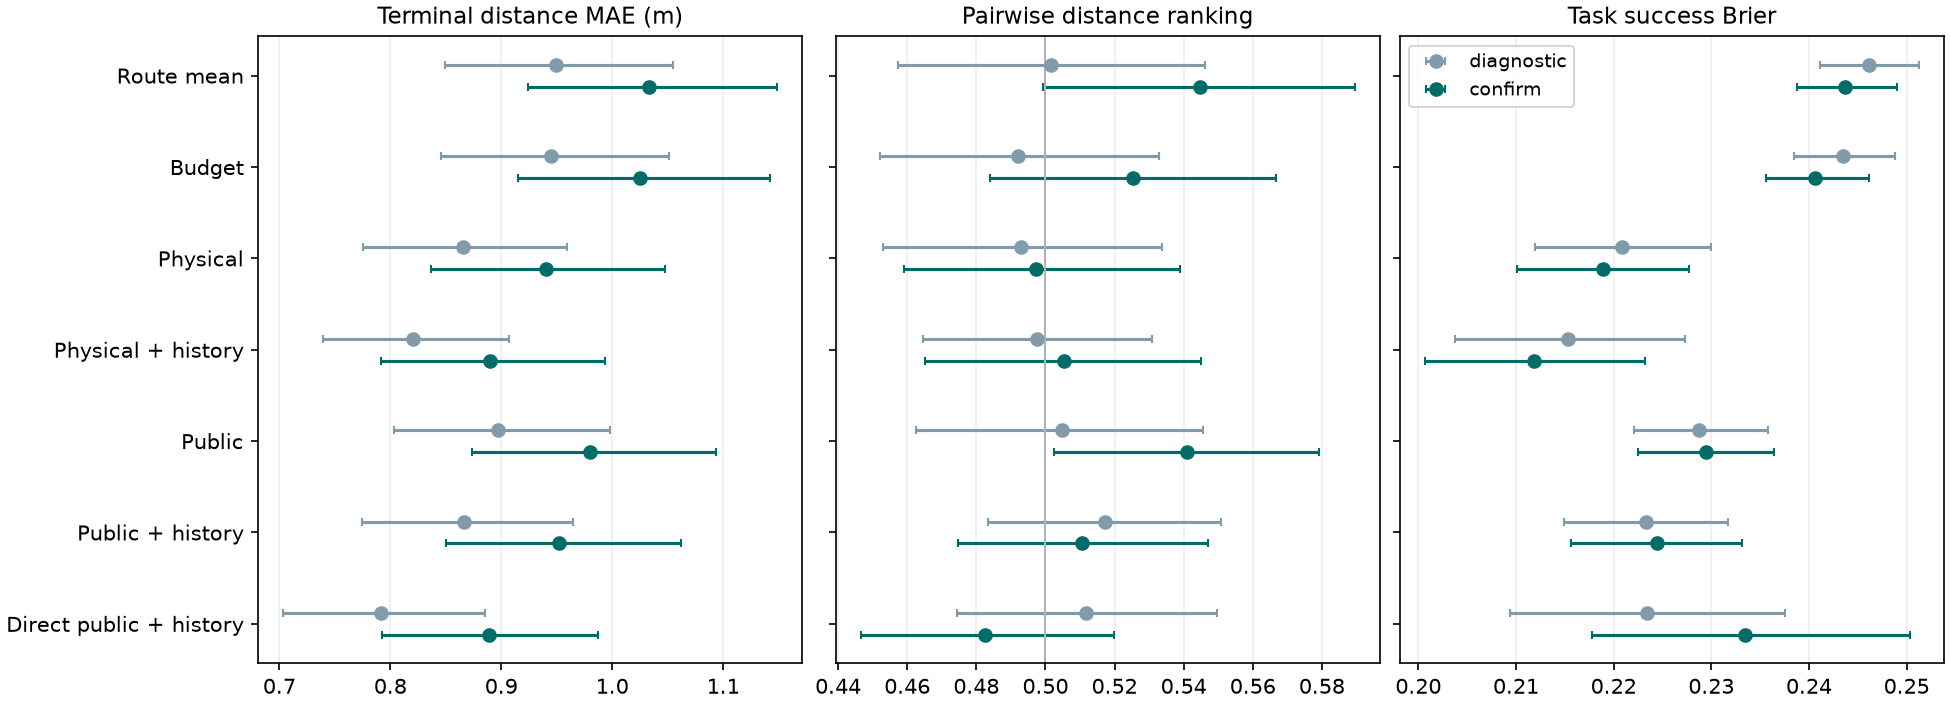 Terminal distance MAE (m)
Pairwise distance ranking
Task success Brier
diagnostic
confirm
Route mean
Budget
Physical
Physical + history
Public
Public + history
Direct public + history
0.7 0.8 0.9 1.0 1.1
0.44 0.46 0.48 0.50 0.52 0.54 0.56 0.58
0.20 0.21 0.22 0.23 0.24 0.25